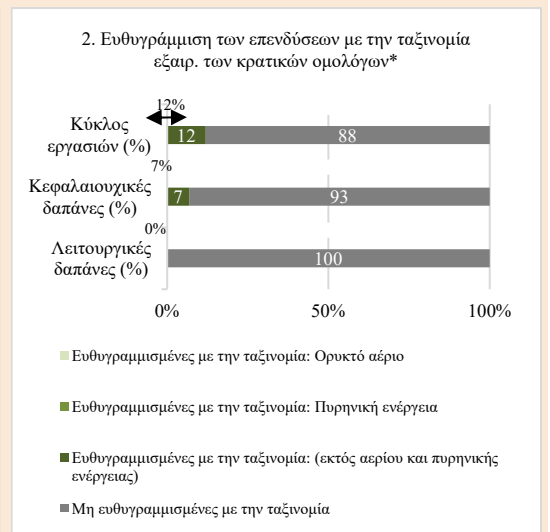 2. Ευθυγράμμιση των επενδύσεων με την ταξινομία
εξαιρ. των κρατικών ομολόγων*
12%
Κύκλος
εργασιών (%)
12
88
7%
Κεφαλαιουχικές
δαπάνες (%)
7
93
0%
Λειτουργικές
δαπάνες (%)
100
0%
50%
100%
Ευθυγραμμισμένες με την ταξινομία: Ορυκτό αέριο
Ευθυγραμμισμένες με την ταξινομία: Πυρηνική ενέργεια
Ευθυγραμμισμένες με την ταξινομία: (εκτός αερίου και πυρηνικής
ενέργειας)
Μη ευθυγραμμισμένες με την ταξινομία